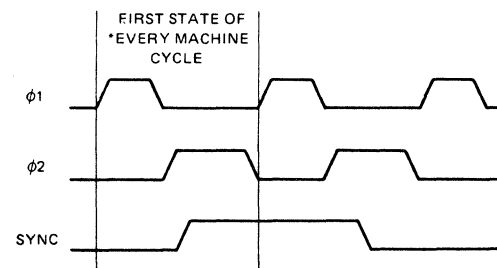 FIRST STATE OF
*EVERY MACHINE
CYCLE
ϕ1
ϕ2
SYNC